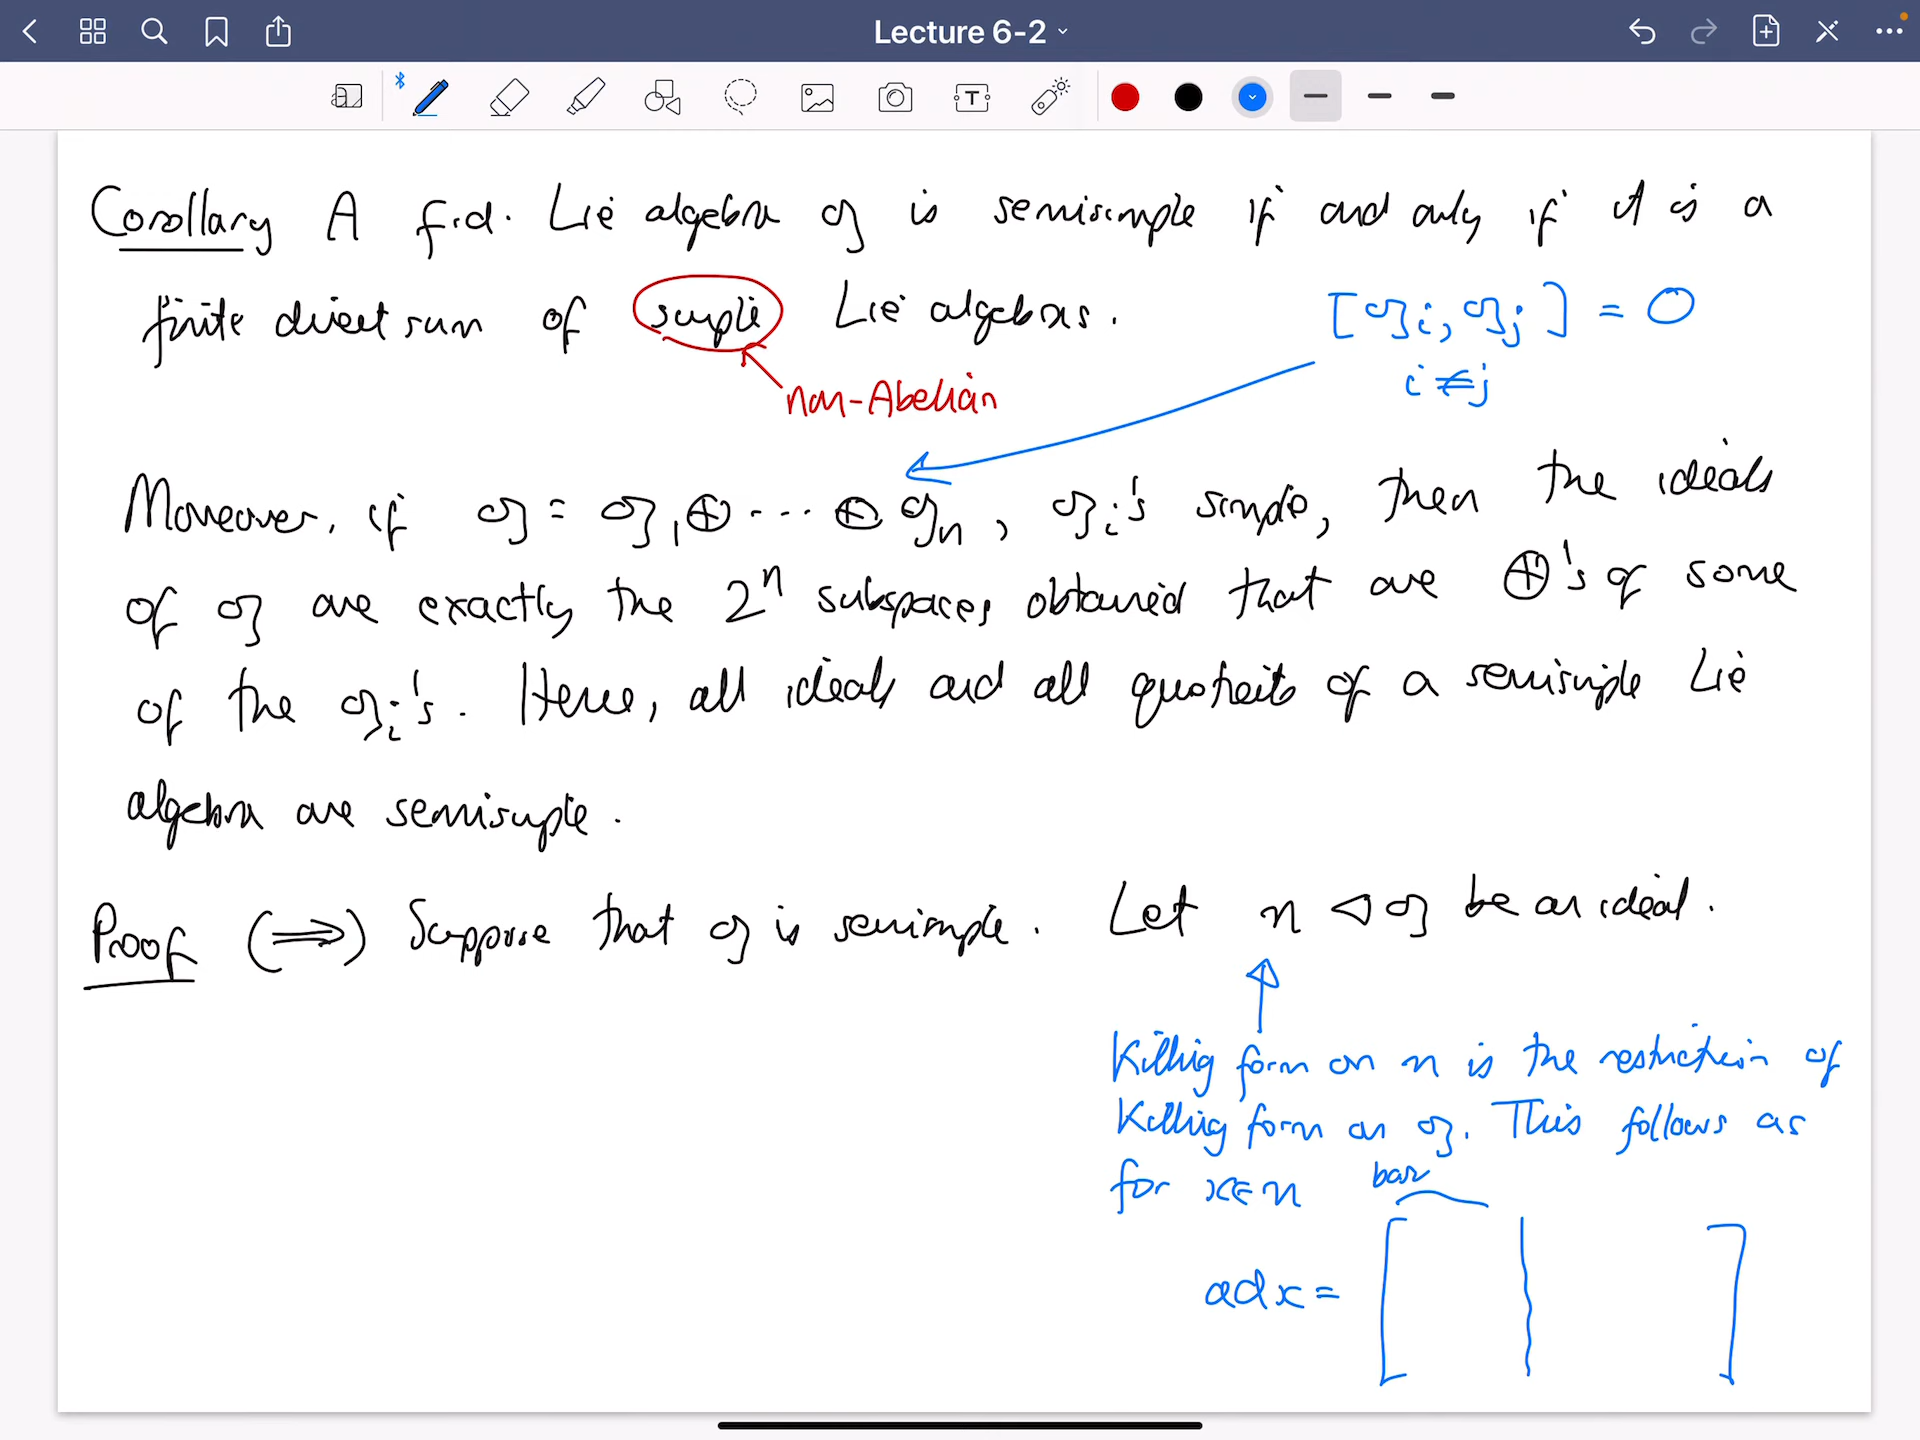 Lecture 6-2
Corollary A f.d. Lie algebra 𝔤 is semisimple if and only if it is a
finite direct sum of simple Lie algebras.
[𝔤ᵢ, 𝔤ⱼ] = 0
i ≠ j
non-Abelian
Moreover, if 𝔤 = 𝔤₁ ⊕ ··· ⊕ 𝔤ₙ, 𝔤ᵢ's simple, then the ideals
of 𝔤 are exactly the 2ⁿ subspaces obtained that are ⊕'s of some
of the 𝔤ᵢ's. Hence, all ideals and all quotients of a semisimple Lie
algebra are semisimple.
Proof (⟹) Suppose that 𝔤 is semisimple. Let n ◁ 𝔤 be an ideal.
Killing form on n is the restriction of
Killing form on 𝔤. This follows as
for x∈n
adx =